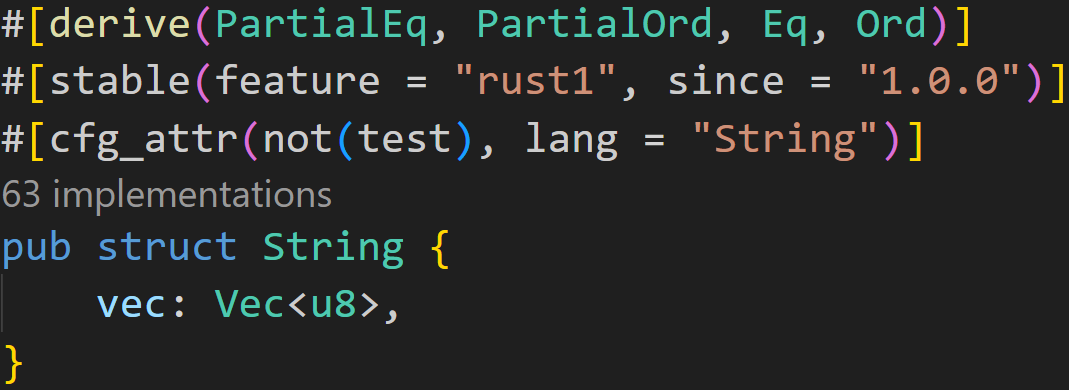 #[derive(PartialEq, PartialOrd, Eq, Ord)]
#[stable(feature = "rust1", since = "1.0.0")]
#[cfg_attr(not(test), lang = "String")]
63 implementations
pub struct String {
    vec: Vec<u8>,
}